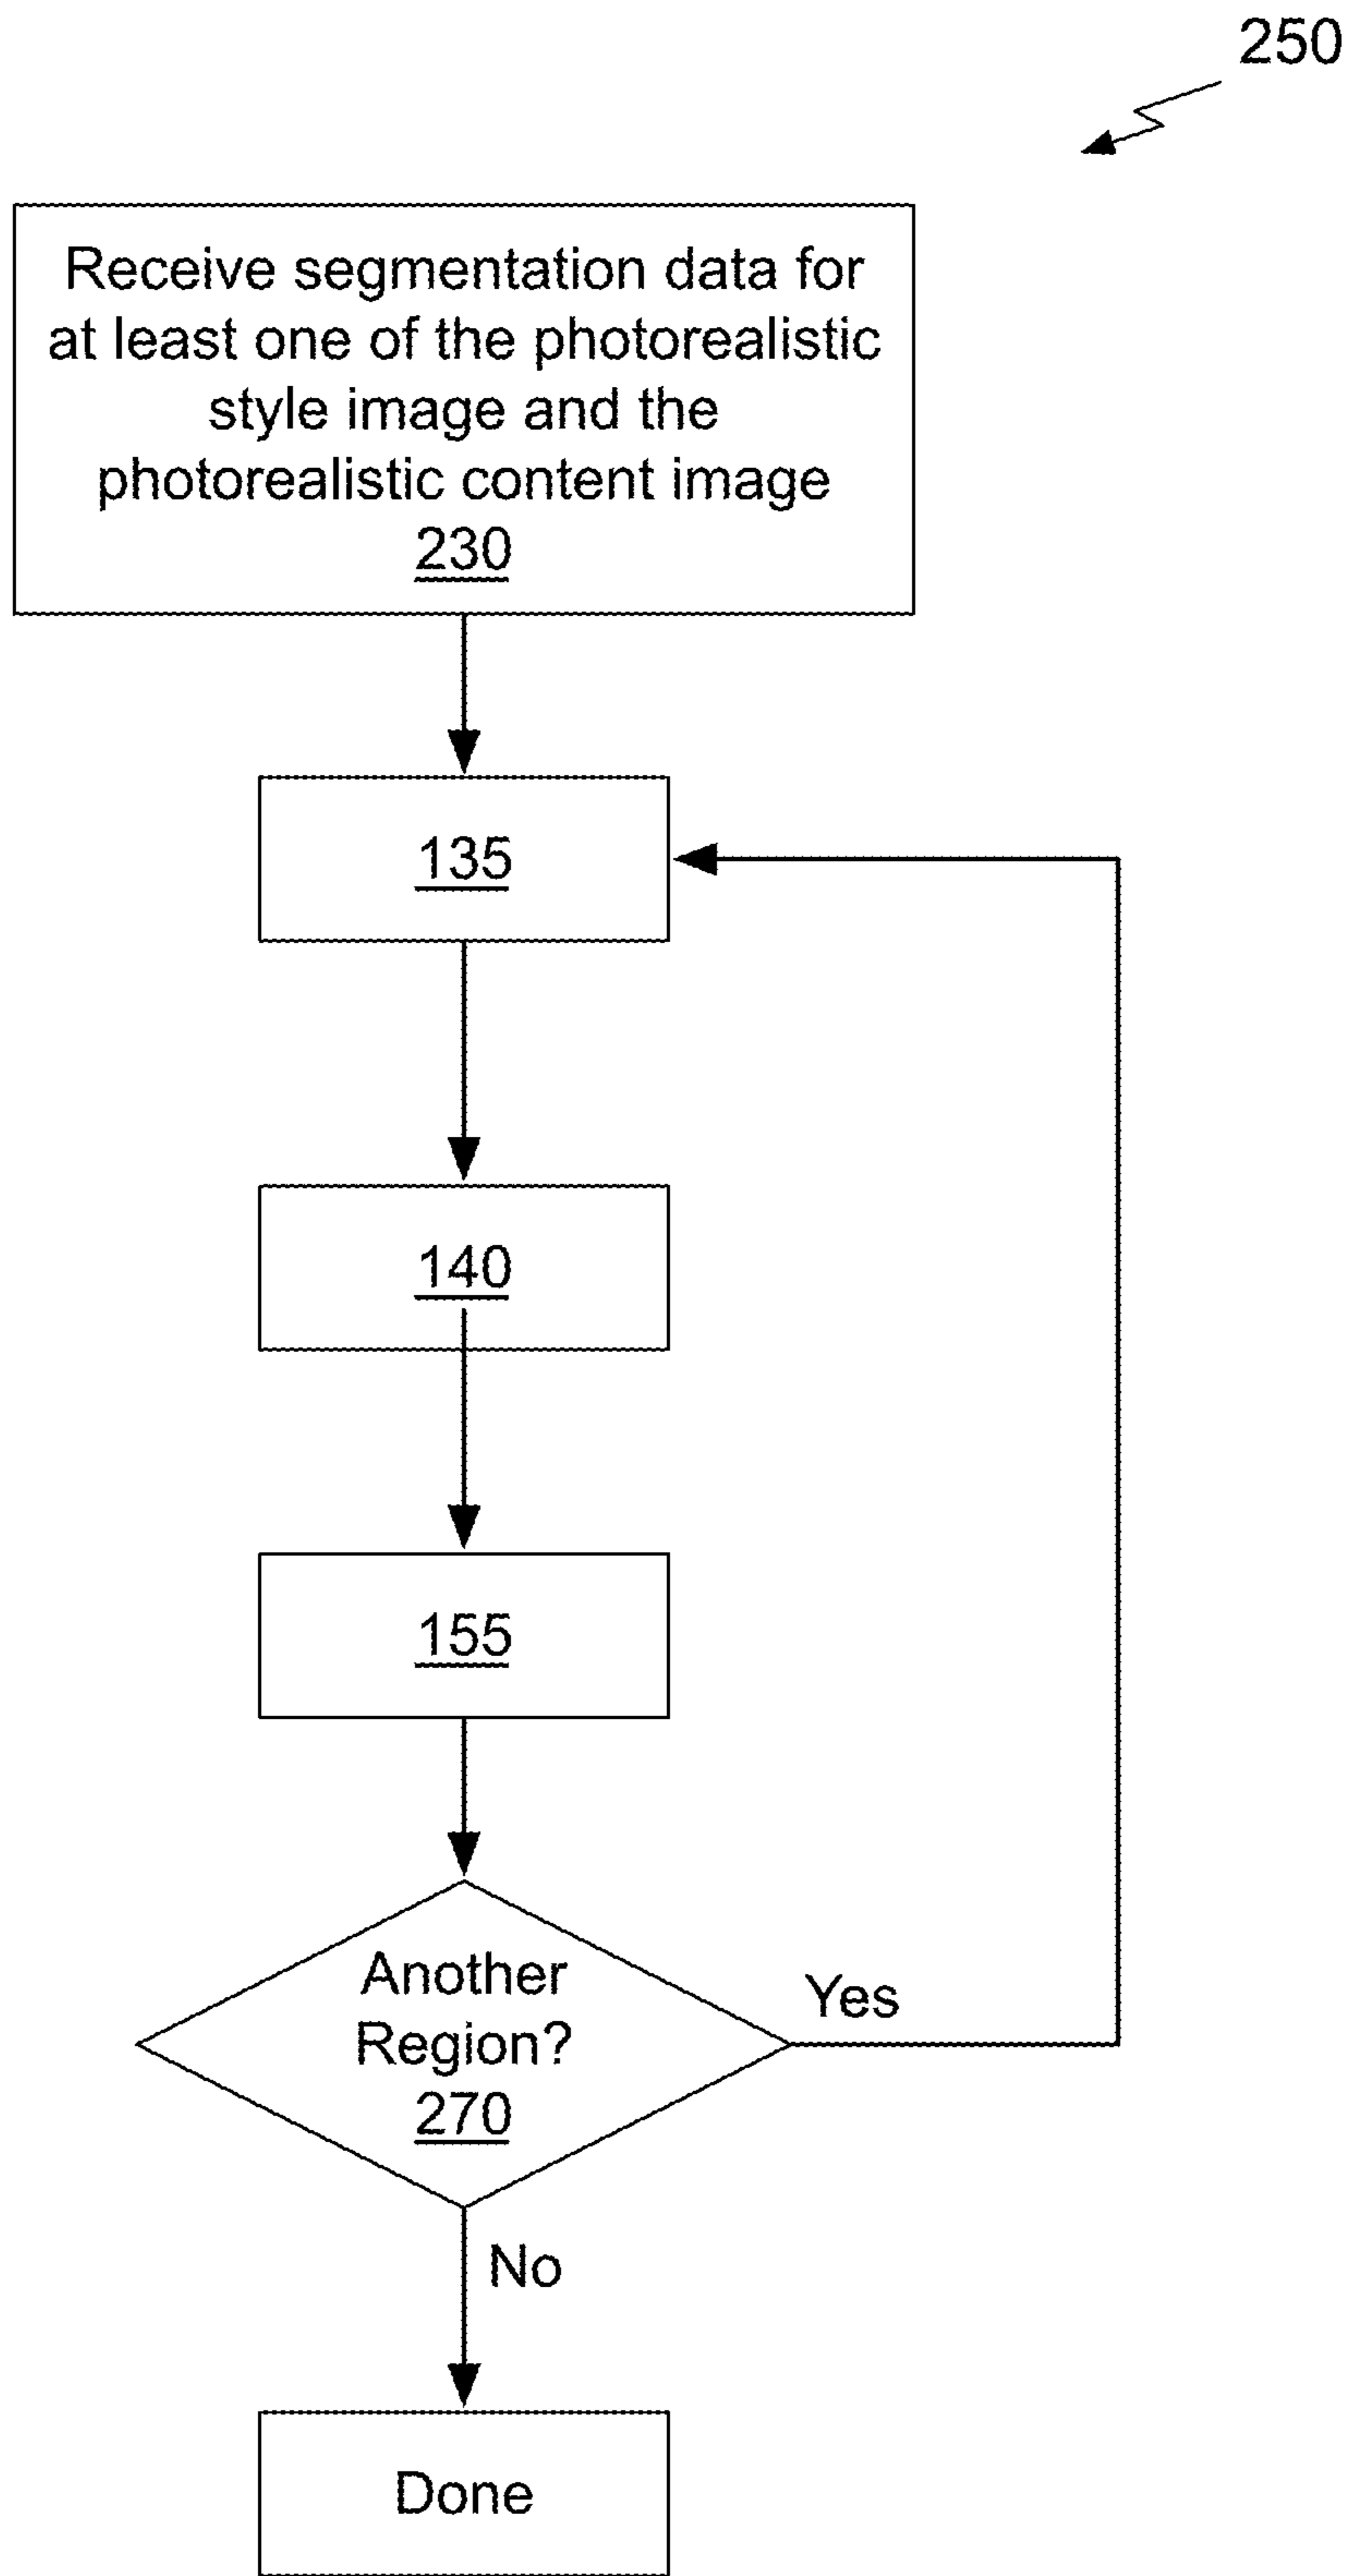 250
Receive segmentation data for
at least one of the photorealistic
style image and the
photorealistic content image
230
135
140
155
Another
Region?
270
Yes
No
Done